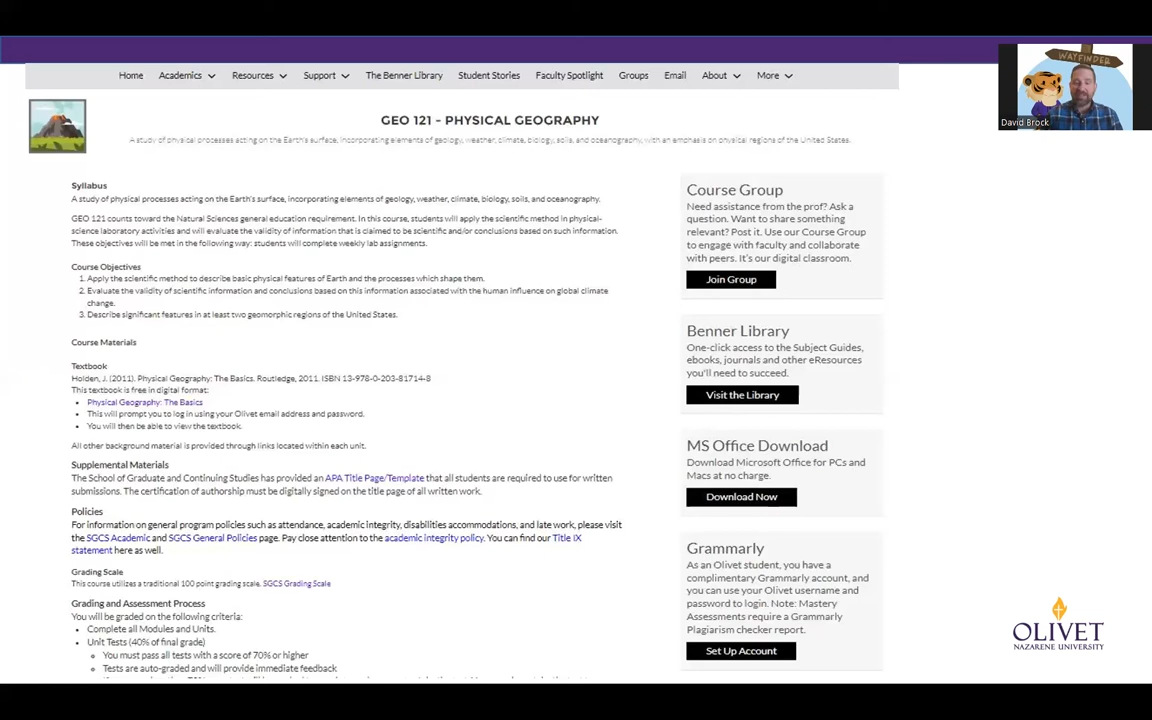 Home Academics Resources Support The Benner Library Student Stories Faculty Spotlight Groups Email About More
WAYFINDER
David Brock
GEO 121 - PHYSICAL GEOGRAPHY
A study of physical processes acting on the Earth's surface, incorporating elements of geology, weather, climate, biology, soils, and oceanography, with an emphasis on physical regions of the United States.
Syllabus
A study of physical processes acting on the Earth's surface, incorporating elements of geology, weather, climate, biology, soils, and oceanography.
GEO 121 counts toward the Natural Sciences general education requirement. In this course, students will apply the scientific method in physical-
science laboratory activities and will evaluate the validity of information that is claimed to be scientific and/or conclusions based on such information.
These objectives will be met in the following way: students will complete weekly lab assignments.
Course Objectives
1. Apply the scientific method to describe basic physical features of Earth and the processes which shape them.
2. Evaluate the validity of scientific information and conclusions based on this information associated with the human influence on global climate
change.
3. Describe significant features in at least two geomorphic regions of the United States.
Course Materials
Textbook
Holden, J. (2011). Physical Geography: The Basics. Routledge, 2011. ISBN 13-978-0-203-81714-8
This textbook is free in digital format:
• Physical Geography: The Basics
• This will prompt you to log in using your Olivet email address and password.
• You will then be able to view the textbook.
All other background material is provided through links located within each unit.
Supplemental Materials
The School of Graduate and Continuing Studies has provided an APA Title Page/Template that all students are required to use for written
submissions. The certification of authorship must be digitally signed on the title page of all written work.
Policies
For information on general program policies such as attendance, academic integrity, disabilities accommodations, and late work, please visit
the SGCS Academic and SGCS General Policies page. Pay close attention to the academic integrity policy. You can find our Title IX
statement here as well.
Grading Scale
This course utilizes a traditional 100 point grading scale. SGCS Grading Scale
Grading and Assessment Process
You will be graded on the following criteria:
• Complete all Modules and Units.
• Unit Tests (40% of final grade)
You must pass all tests with a score of 70% or higher
Tests are auto-graded and will provide immediate feedback
Course Group
Need assistance from the prof? Ask a
question. Want to share something
relevant? Post it. Use our Course Group
to engage with faculty and collaborate
with peers. It's our digital classroom.
Join Group
Benner Library
One-click access to the Subject Guides,
ebooks, journals and other eResources
you'll need to succeed.
Visit the Library
MS Office Download
Download Microsoft Office for PCs and
Macs at no charge.
Download Now
Grammarly
As an Olivet student, you have a
complimentary Grammarly account, and
you can use your Olivet username and
password to login. Note: Mastery
Assessments require a Grammarly
Plagiarism checker report.
Set Up Account
OLIVET
NAZARENE UNIVERSITY